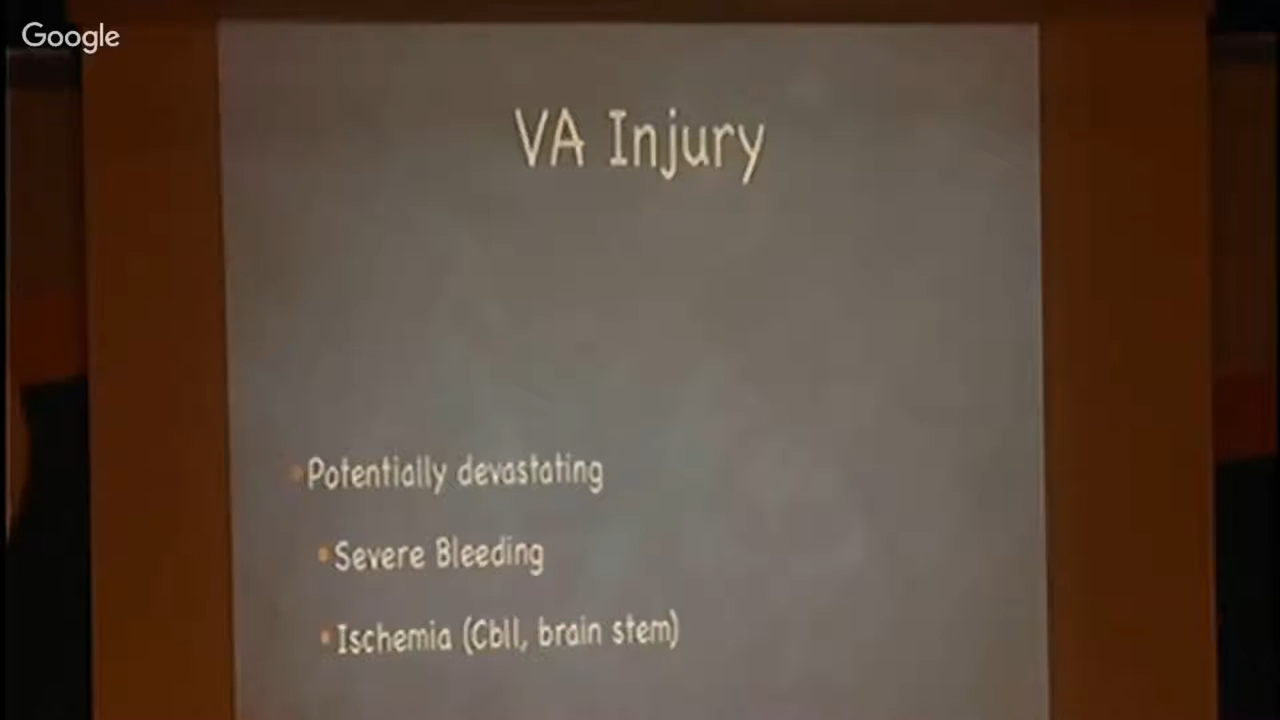 Google
VA Injury
Potentially devastating
Severe Bleeding
Ischemia (Cbll, brain stem)